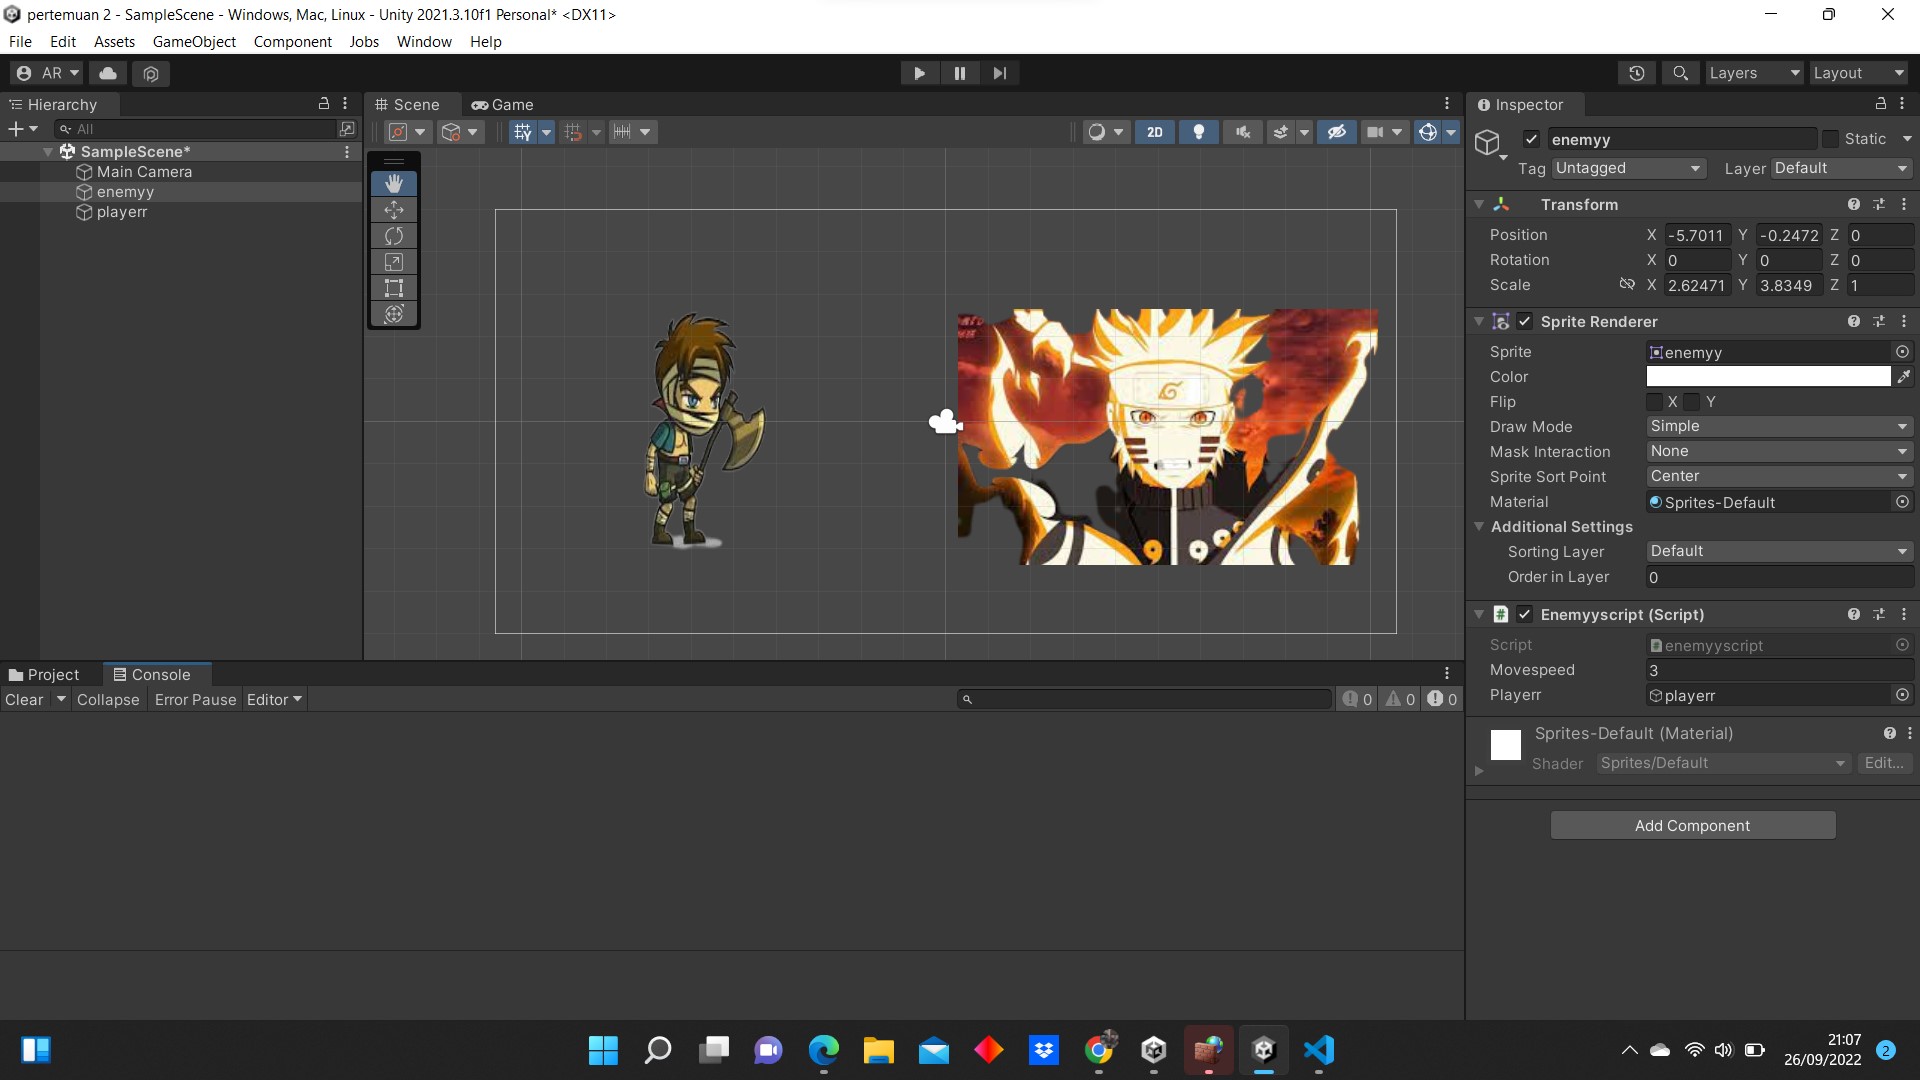 pertemuan 2 - SampleScene - Windows, Mac, Linux - Unity 2021.3.10f1 Personal* <DX11>
File Edit Assets GameObject Component Jobs Window Help
AR Layers Layout
Hierarchy
All
SampleScene*
Main Camera
enemyy
playerr
Scene Game
2D
Inspector
enemyy Static
Tag Untagged Layer Default
Transform
Position X -5.7011 Y -0.2472 Z 0
Rotation X 0 Y 0 Z 0
Scale X 2.62471 Y 3.8349 Z 1
Sprite Renderer
Sprite enemyy
Color
Flip X Y
Draw Mode Simple
Mask Interaction None
Sprite Sort Point Center
Material Sprites-Default
Additional Settings
Sorting Layer Default
Order in Layer 0
Enemyyscript (Script)
Script enemyyscript
Movespeed 3
Playerr playerr
Sprites-Default (Material)
Shader Sprites/Default Edit...
Add Component
Project Console
Clear Collapse Error Pause Editor 0 0 0
21:07
26/09/2022 2